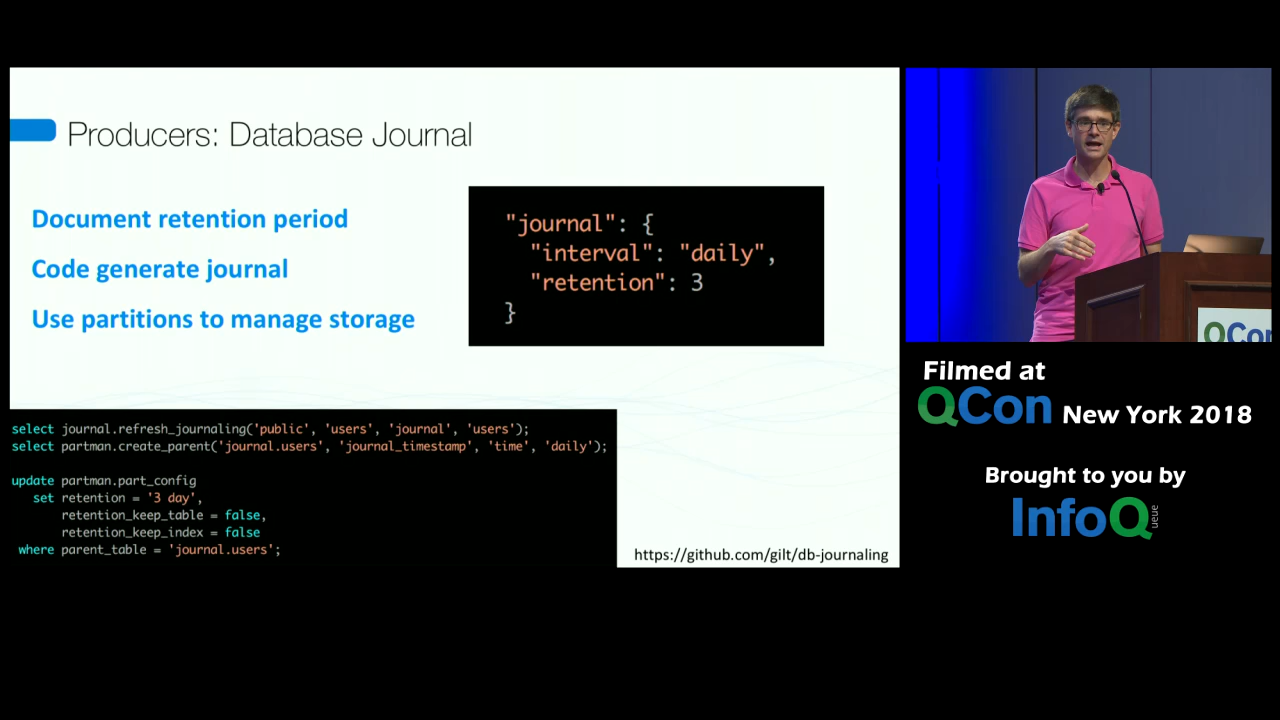 Producers: Database Journal
Document retention period
Code generate journal
Use partitions to manage storage
"journal": {
"interval": "daily",
"retention": 3
}
select journal.refresh_journaling('public', 'users', 'journal', 'users');
select partman.create_parent('journal.users', 'journal_timestamp', 'time', 'daily');
update partman.part_config
set retention = '3 day',
retention_keep_table = false,
retention_keep_index = false
where parent_table = 'journal.users';
https://github.com/gilt/db-journaling
QCon
Filmed at
QCon New York 2018
Brought to you by
InfoQ
ueue